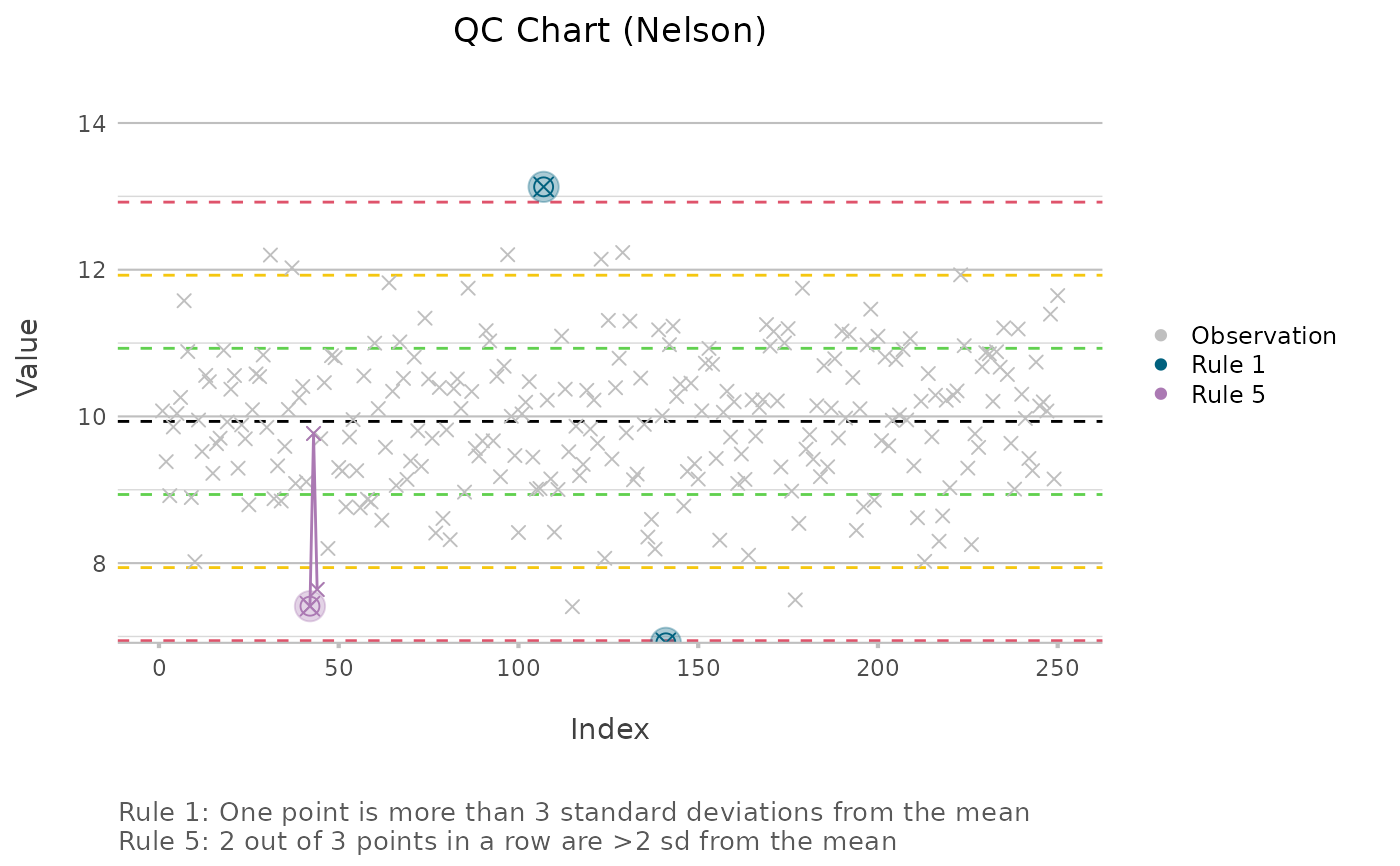 QC Chart (Nelson)
14
12
10
8
Value
0 50 100 150 200 250
Index
Observation
Rule 1
Rule 5
Rule 1: One point is more than 3 standard deviations from the mean
Rule 5: 2 out of 3 points in a row are >2 sd from the mean